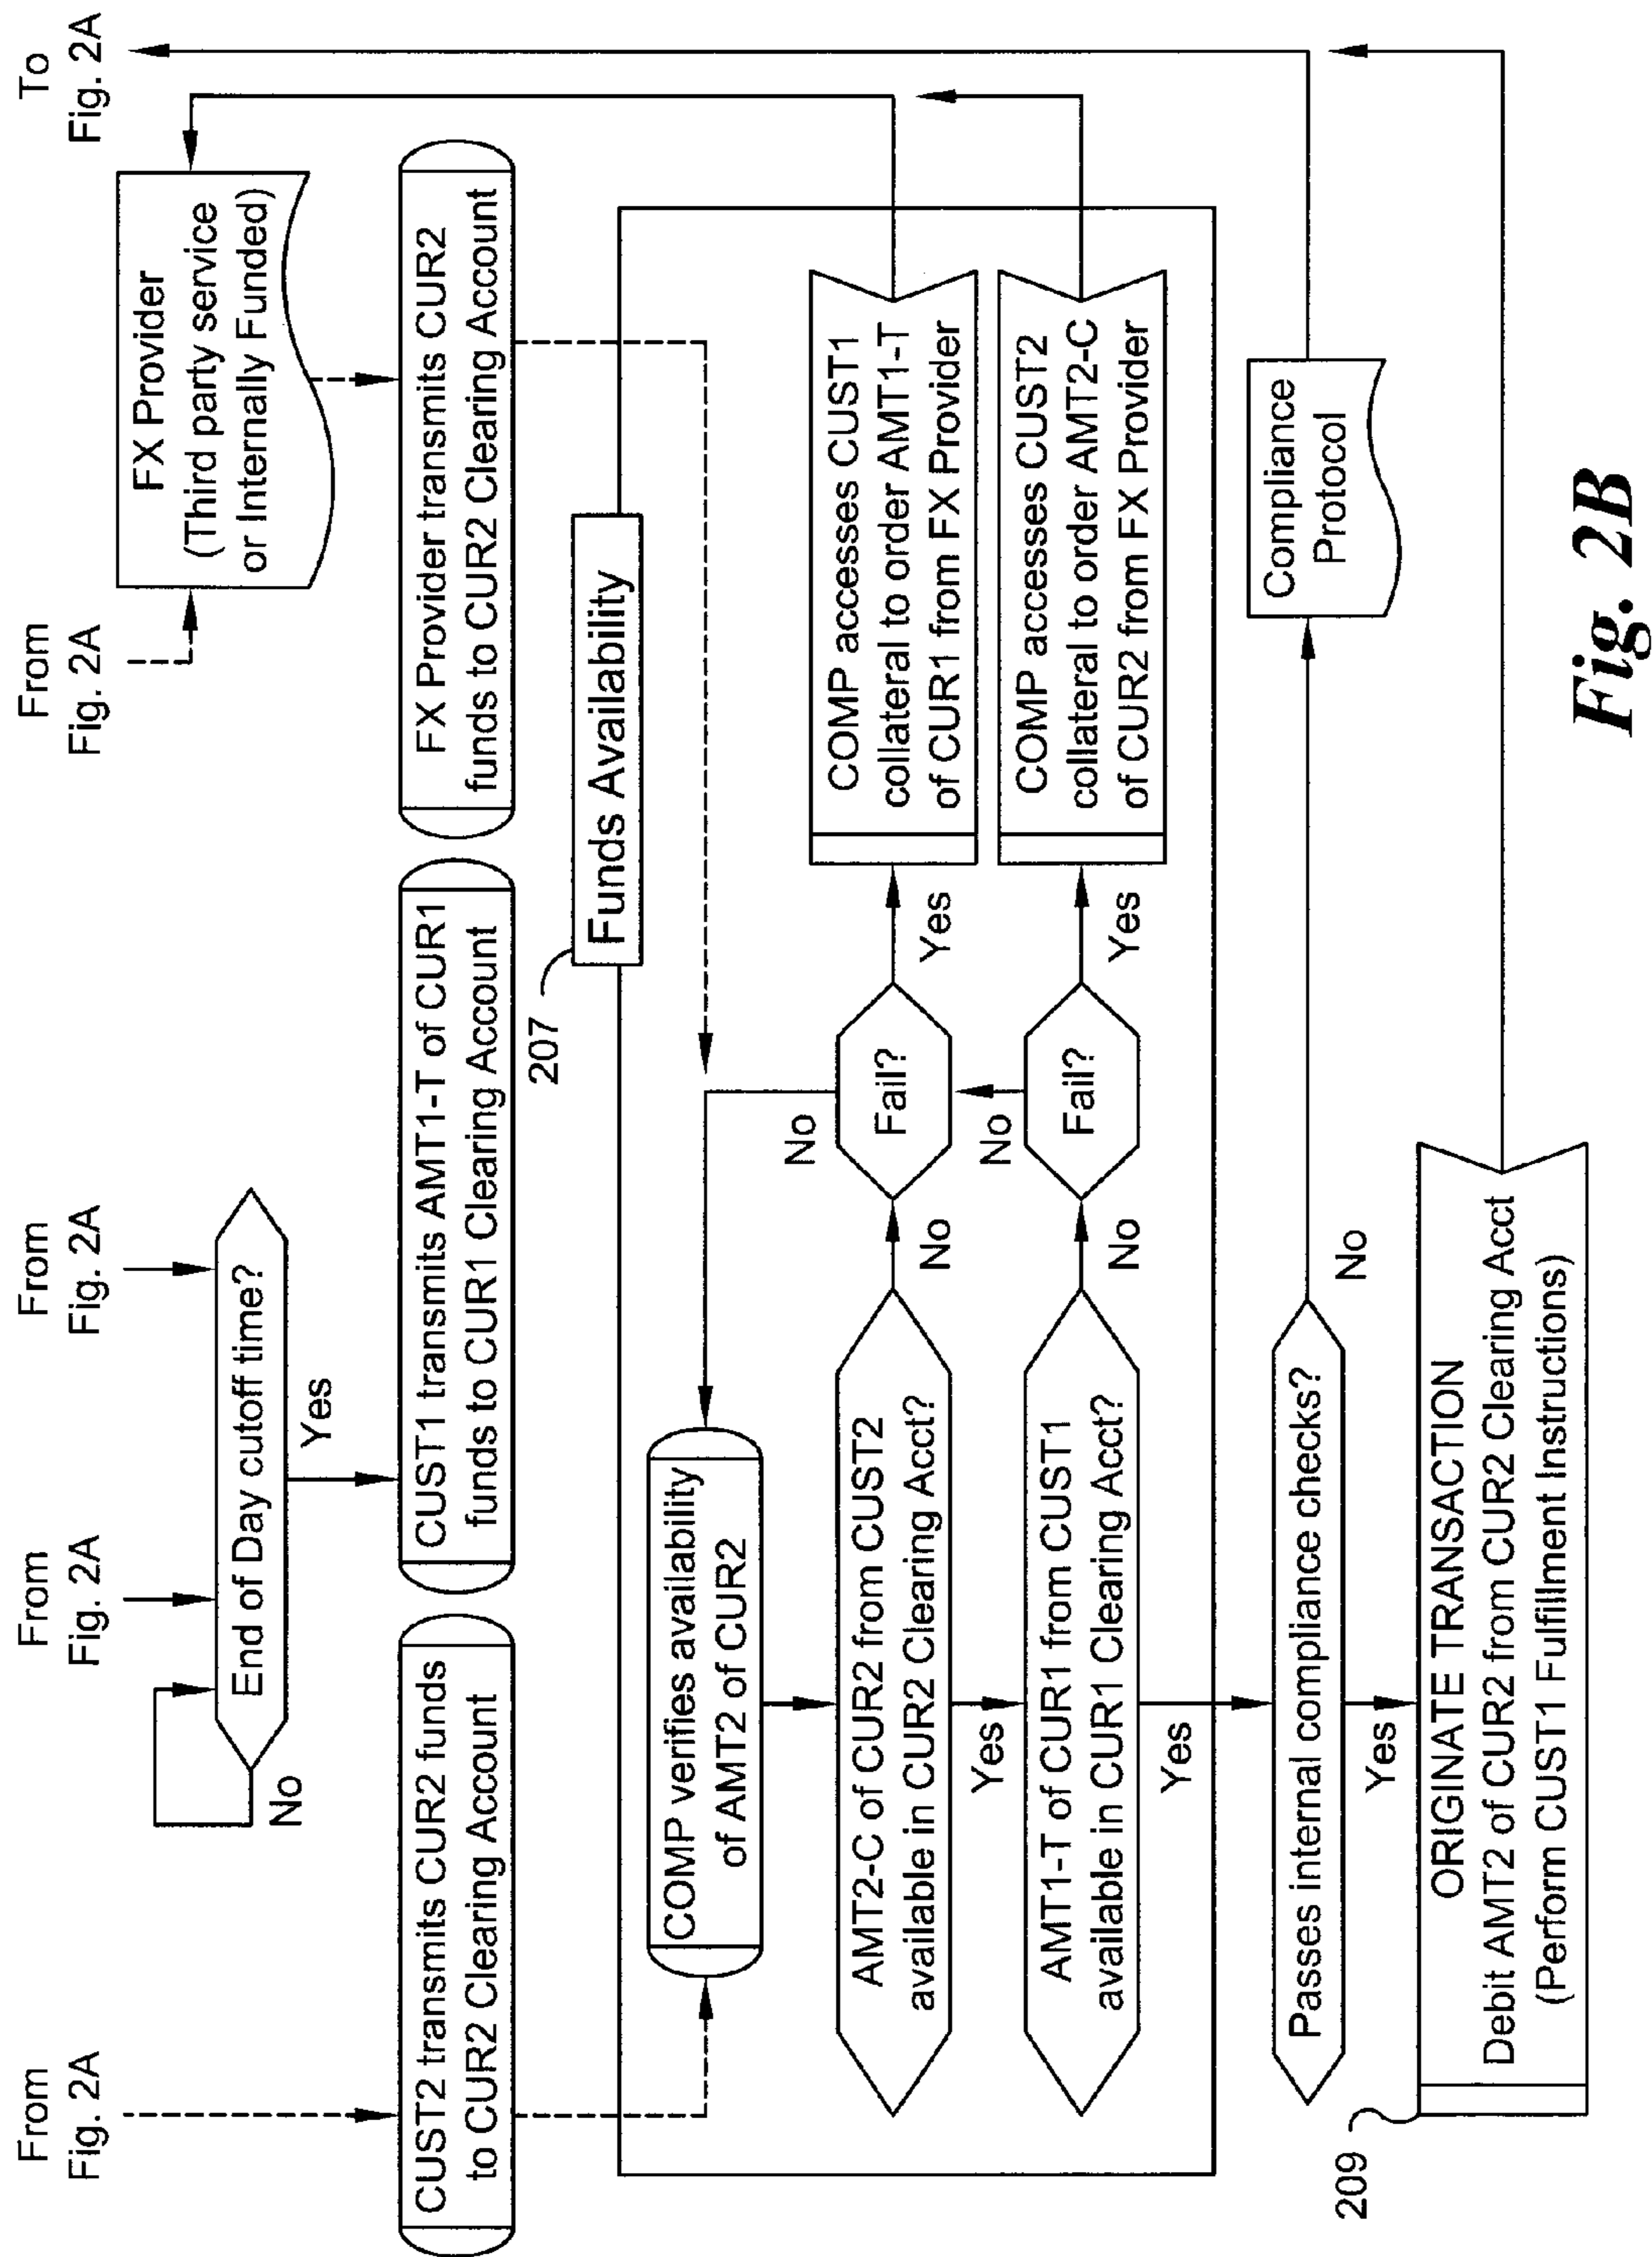 From
Fig. 2A
From
Fig. 2A
From
Fig. 2A
From
Fig. 2A
To
Fig. 2A
End of Day cutoff time?
No
Yes
FX Provider
(Third party service
or Internally Funded)
CUST2 transmits CUR2 funds
to CUR2 Clearing Account
CUST1 transmits AMT1-T of CUR1
funds to CUR1 Clearing Account
FX Provider transmits CUR2
funds to CUR2 Clearing Account
207
Funds Availability
COMP verifies availability
of AMT2 of CUR2
No
AMT2-C of CUR2 from CUST2
available in CUR2 Clearing Acct?
No
Fail?
Yes
COMP accesses CUST1
collateral to order AMT1-T
of CUR1 from FX Provider
Yes
No
AMT1-T of CUR1 from CUST1
available in CUR1 Clearing Acct?
No
Fail?
Yes
COMP accesses CUST2
collateral to order AMT2-C
of CUR2 from FX Provider
Yes
Passes internal compliance checks?
No
Compliance
Protocol
Yes
209
ORIGINATE TRANSACTION
Debit AMT2 of CUR2 from CUR2 Clearing Acct
(Perform CUST1 Fulfillment Instructions)
Fig. 2B